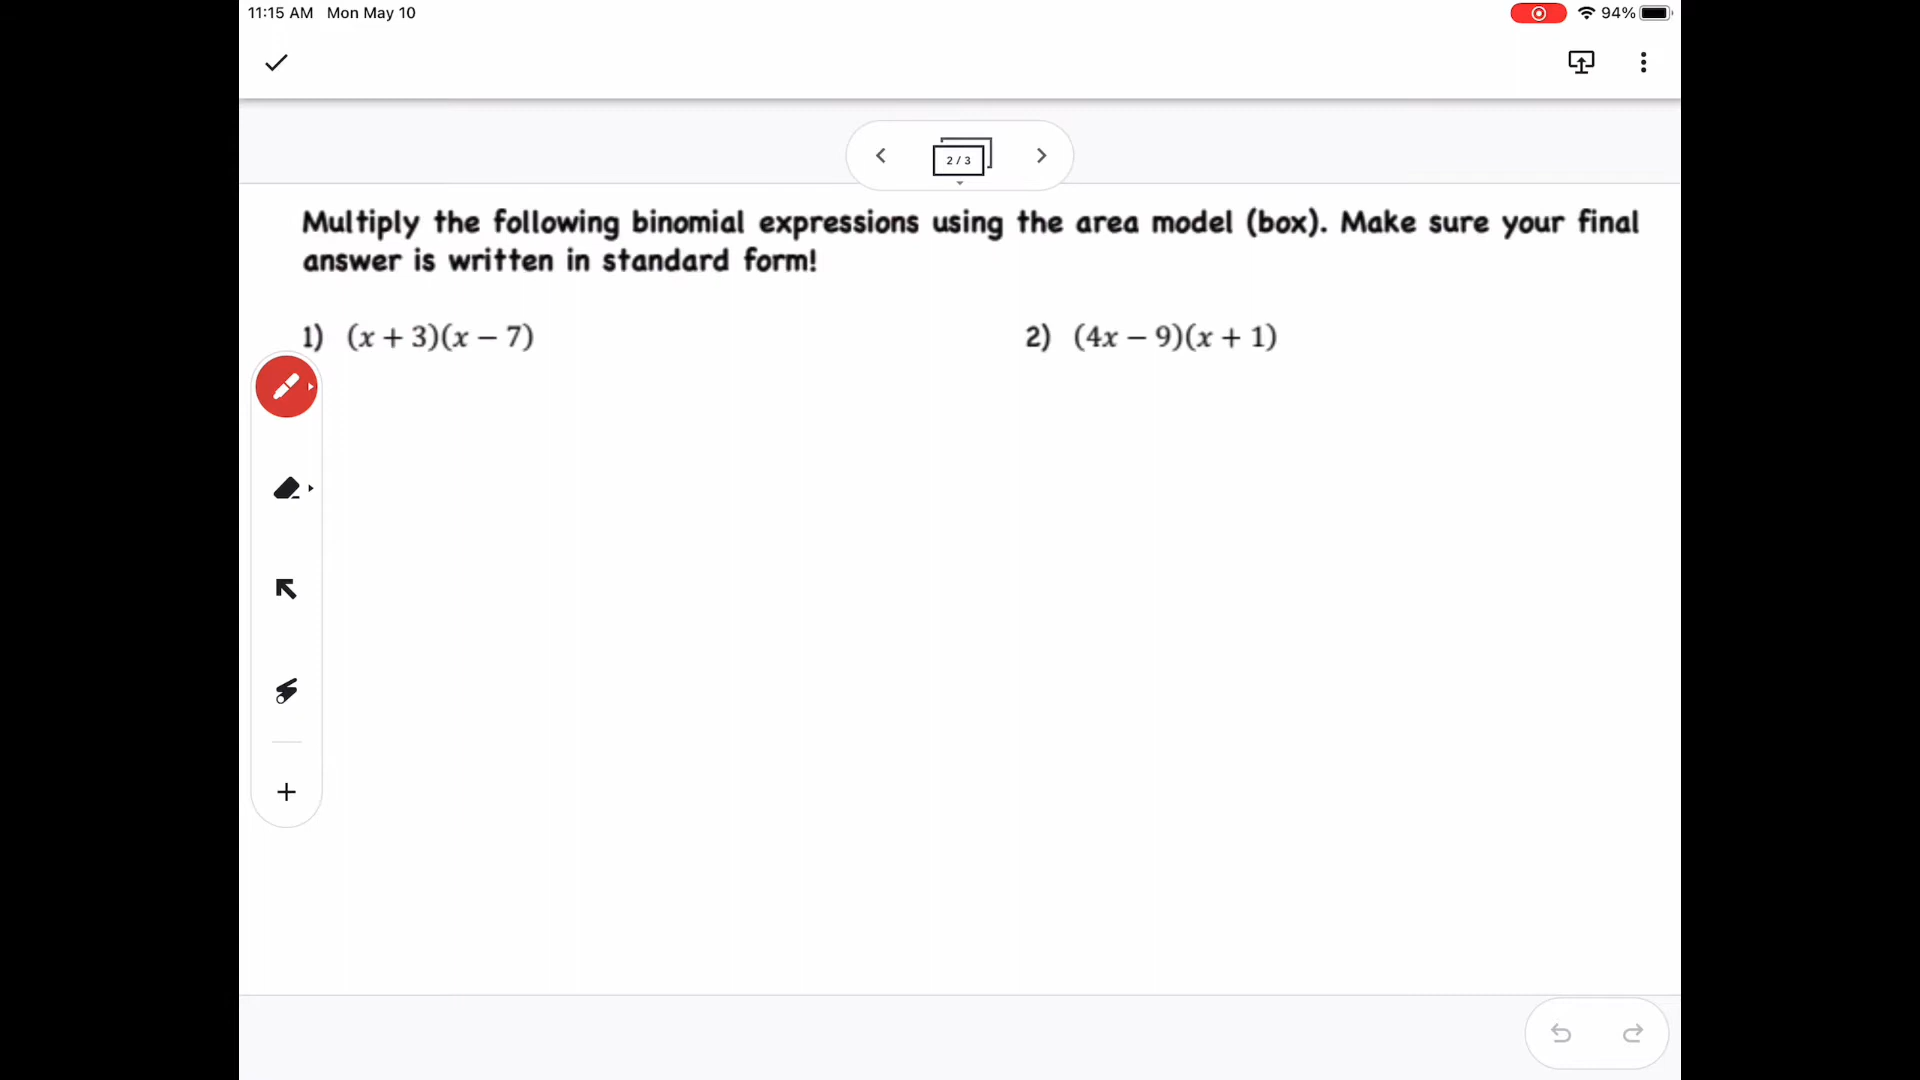 11:15 AM Mon May 10
94%
2 / 3
Multiply the following binomial expressions using the area model (box). Make sure your final
answer is written in standard form!
1) (x + 3)(x − 7)
2) (4x − 9)(x + 1)